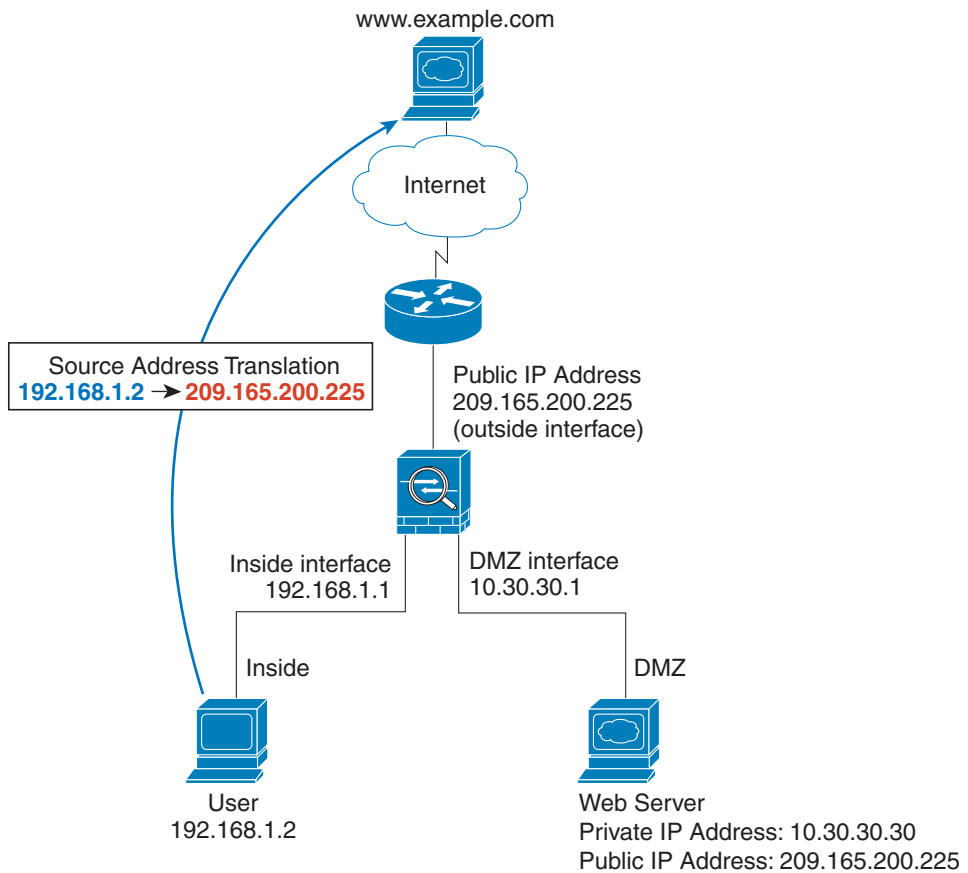 www.example.com
Internet
Source Address Translation
192.168.1.2 → 209.165.200.225
Public IP Address
209.165.200.225
(outside interface)
Inside interface
192.168.1.1
DMZ interface
10.30.30.1
Inside
DMZ
User
192.168.1.2
Web Server
Private IP Address: 10.30.30.30
Public IP Address: 209.165.200.225